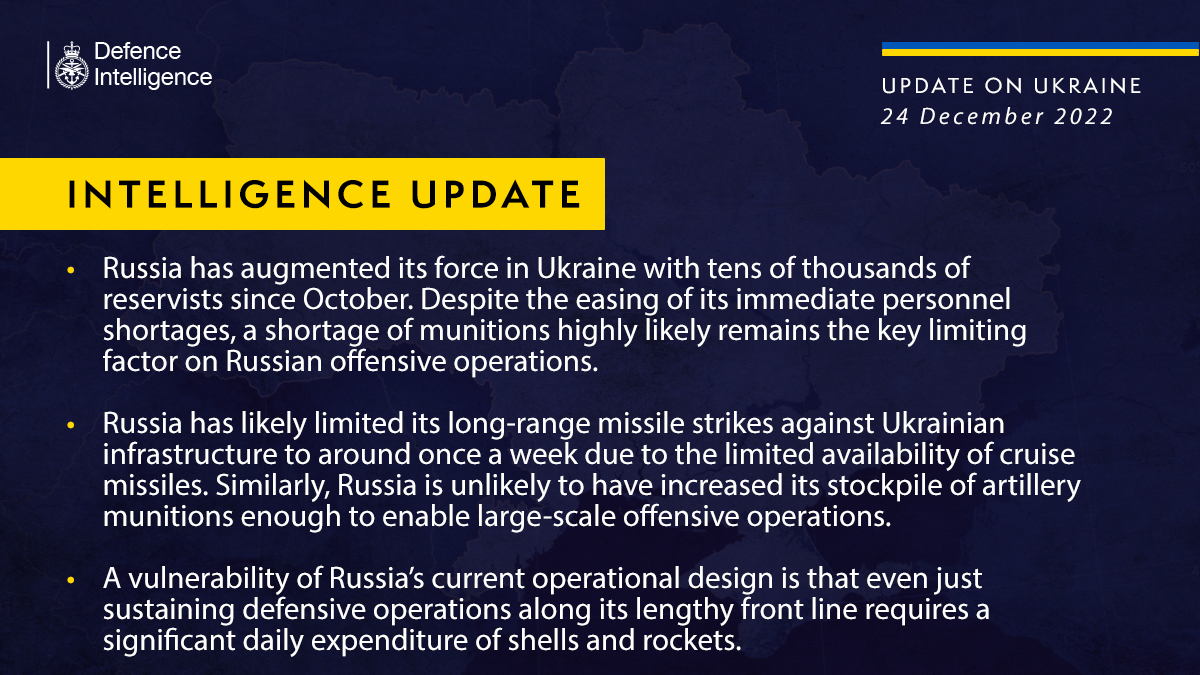 Defence
Intelligence
UPDATE ON UKRAINE
24 December 2022
INTELLIGENCE UPDATE
• Russia has augmented its force in Ukraine with tens of thousands of
reservists since October. Despite the easing of its immediate personnel
shortages, a shortage of munitions highly likely remains the key limiting
factor on Russian offensive operations.
• Russia has likely limited its long-range missile strikes against Ukrainian
infrastructure to around once a week due to the limited availability of cruise
missiles. Similarly, Russia is unlikely to have increased its stockpile of artillery
munitions enough to enable large-scale offensive operations.
• A vulnerability of Russia’s current operational design is that even just
sustaining defensive operations along its lengthy front line requires a
significant daily expenditure of shells and rockets.